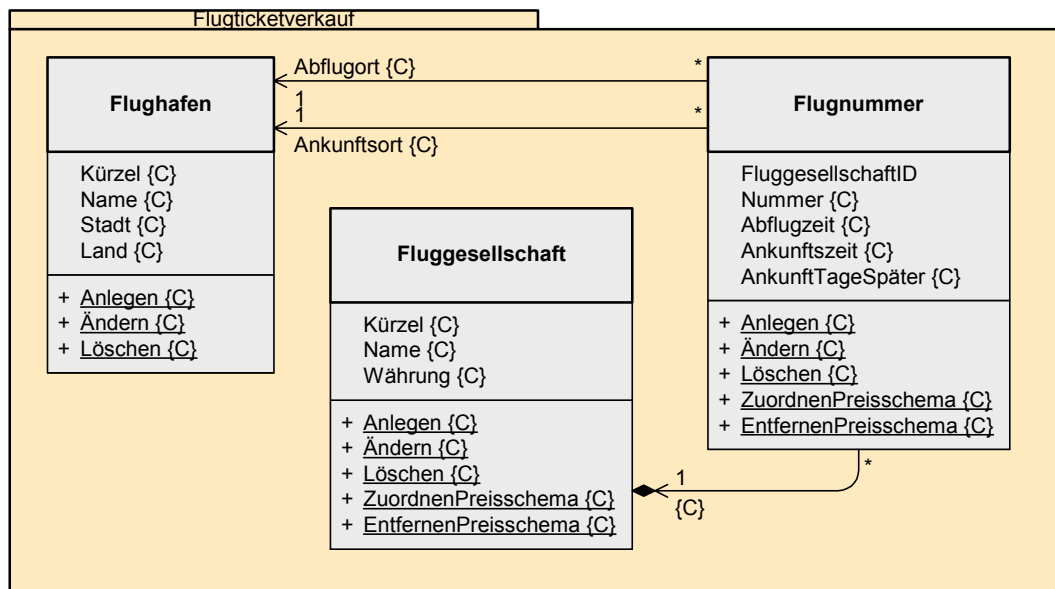 Flugticketverkauf
Abflugort {C}
*
1
1
*
Ankunftsort {C}
Flughafen
Kürzel {C}
Name {C}
Stadt {C}
Land {C}
+ Anlegen {C}
+ Ändern {C}
+ Löschen {C}
Fluggesellschaft
Kürzel {C}
Name {C}
Währung {C}
+ Anlegen {C}
+ Ändern {C}
+ Löschen {C}
+ ZuordnenPreisschema {C}
+ EntfernenPreisschema {C}
Flugnummer
FluggesellschaftID
Nummer {C}
Abflugzeit {C}
Ankunftszeit {C}
AnkunftTageSpäter {C}
+ Anlegen {C}
+ Ändern {C}
+ Löschen {C}
+ ZuordnenPreisschema {C}
+ EntfernenPreisschema {C}
*
1
{C}